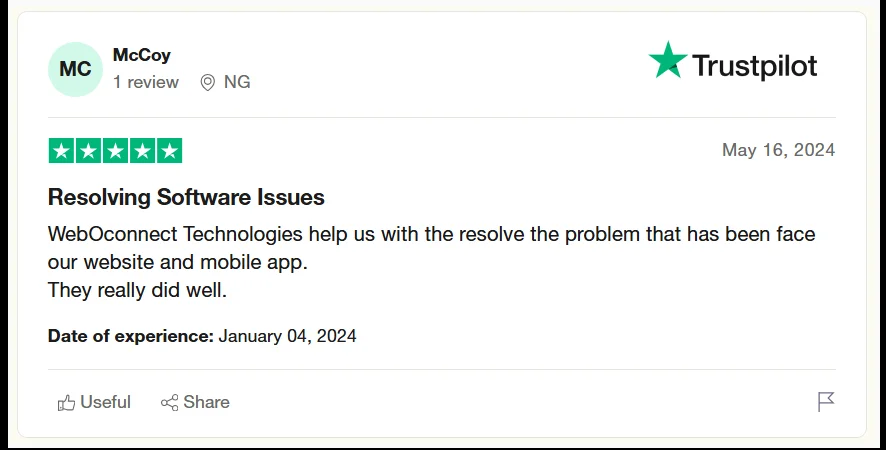 MC
McCoy
1 review NG
Trustpilot
May 16, 2024
Resolving Software Issues
WebOconnect Technologies help us with the resolve the problem that has been face
our website and mobile app.
They really did well.
Date of experience: January 04, 2024
Useful Share